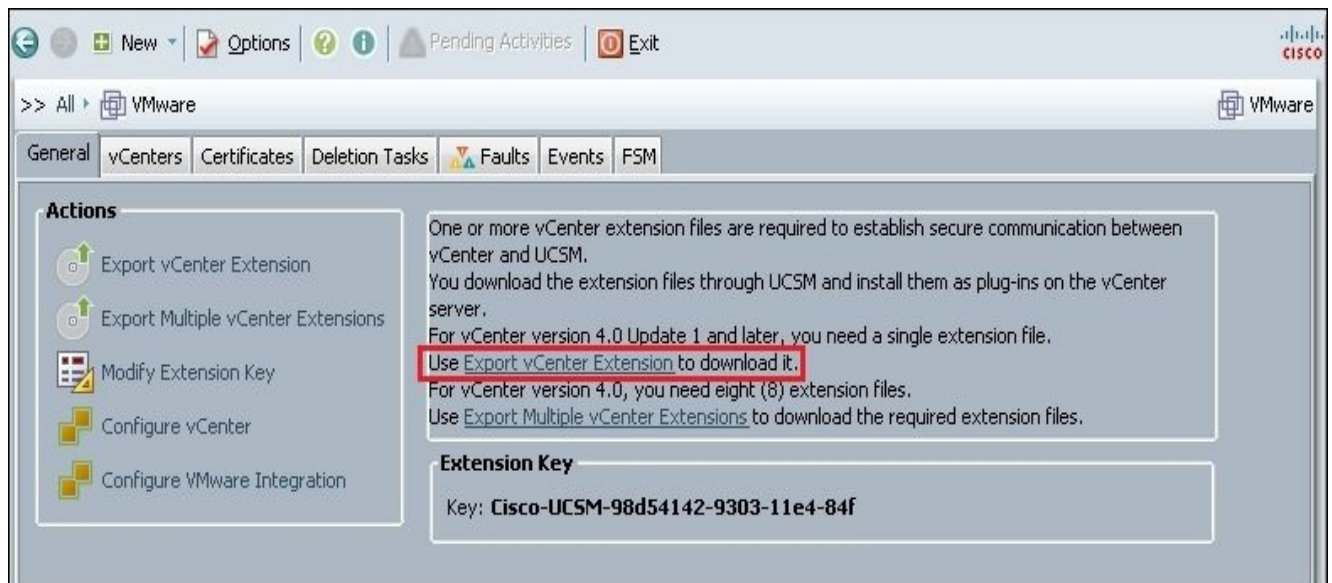 New Options Pending Activities Exit
cisco
>> All VMware VMware
General vCenters Certificates Deletion Tasks Faults Events FSM
Actions
Export vCenter Extension
Export Multiple vCenter Extensions
Modify Extension Key
Configure vCenter
Configure VMware Integration
One or more vCenter extension files are required to establish secure communication between
vCenter and UCSM.
You download the extension files through UCSM and install them as plug-ins on the vCenter
server.
For vCenter version 4.0 Update 1 and later, you need a single extension file.
Use Export vCenter Extension to download it.
For vCenter version 4.0, you need eight (8) extension files.
Use Export Multiple vCenter Extensions to download the required extension files.
Extension Key
Key: Cisco-UCSM-98d54142-9303-11e4-84f